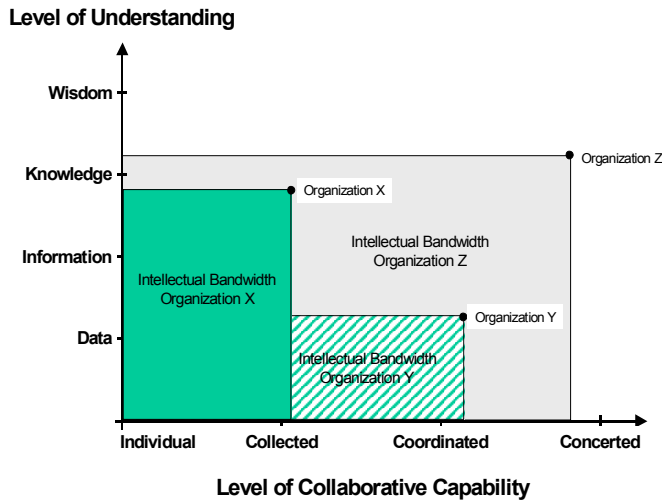 Level of Understanding
Wisdom
Organization Z
Knowledge
Organization X
Intellectual Bandwidth
Organization Z
Information
Intellectual Bandwidth
Organization X
Organization Y
Data
Intellectual Bandwidth
Organization Y
Individual
Collected
Coordinated
Concerted
Level of Collaborative Capability